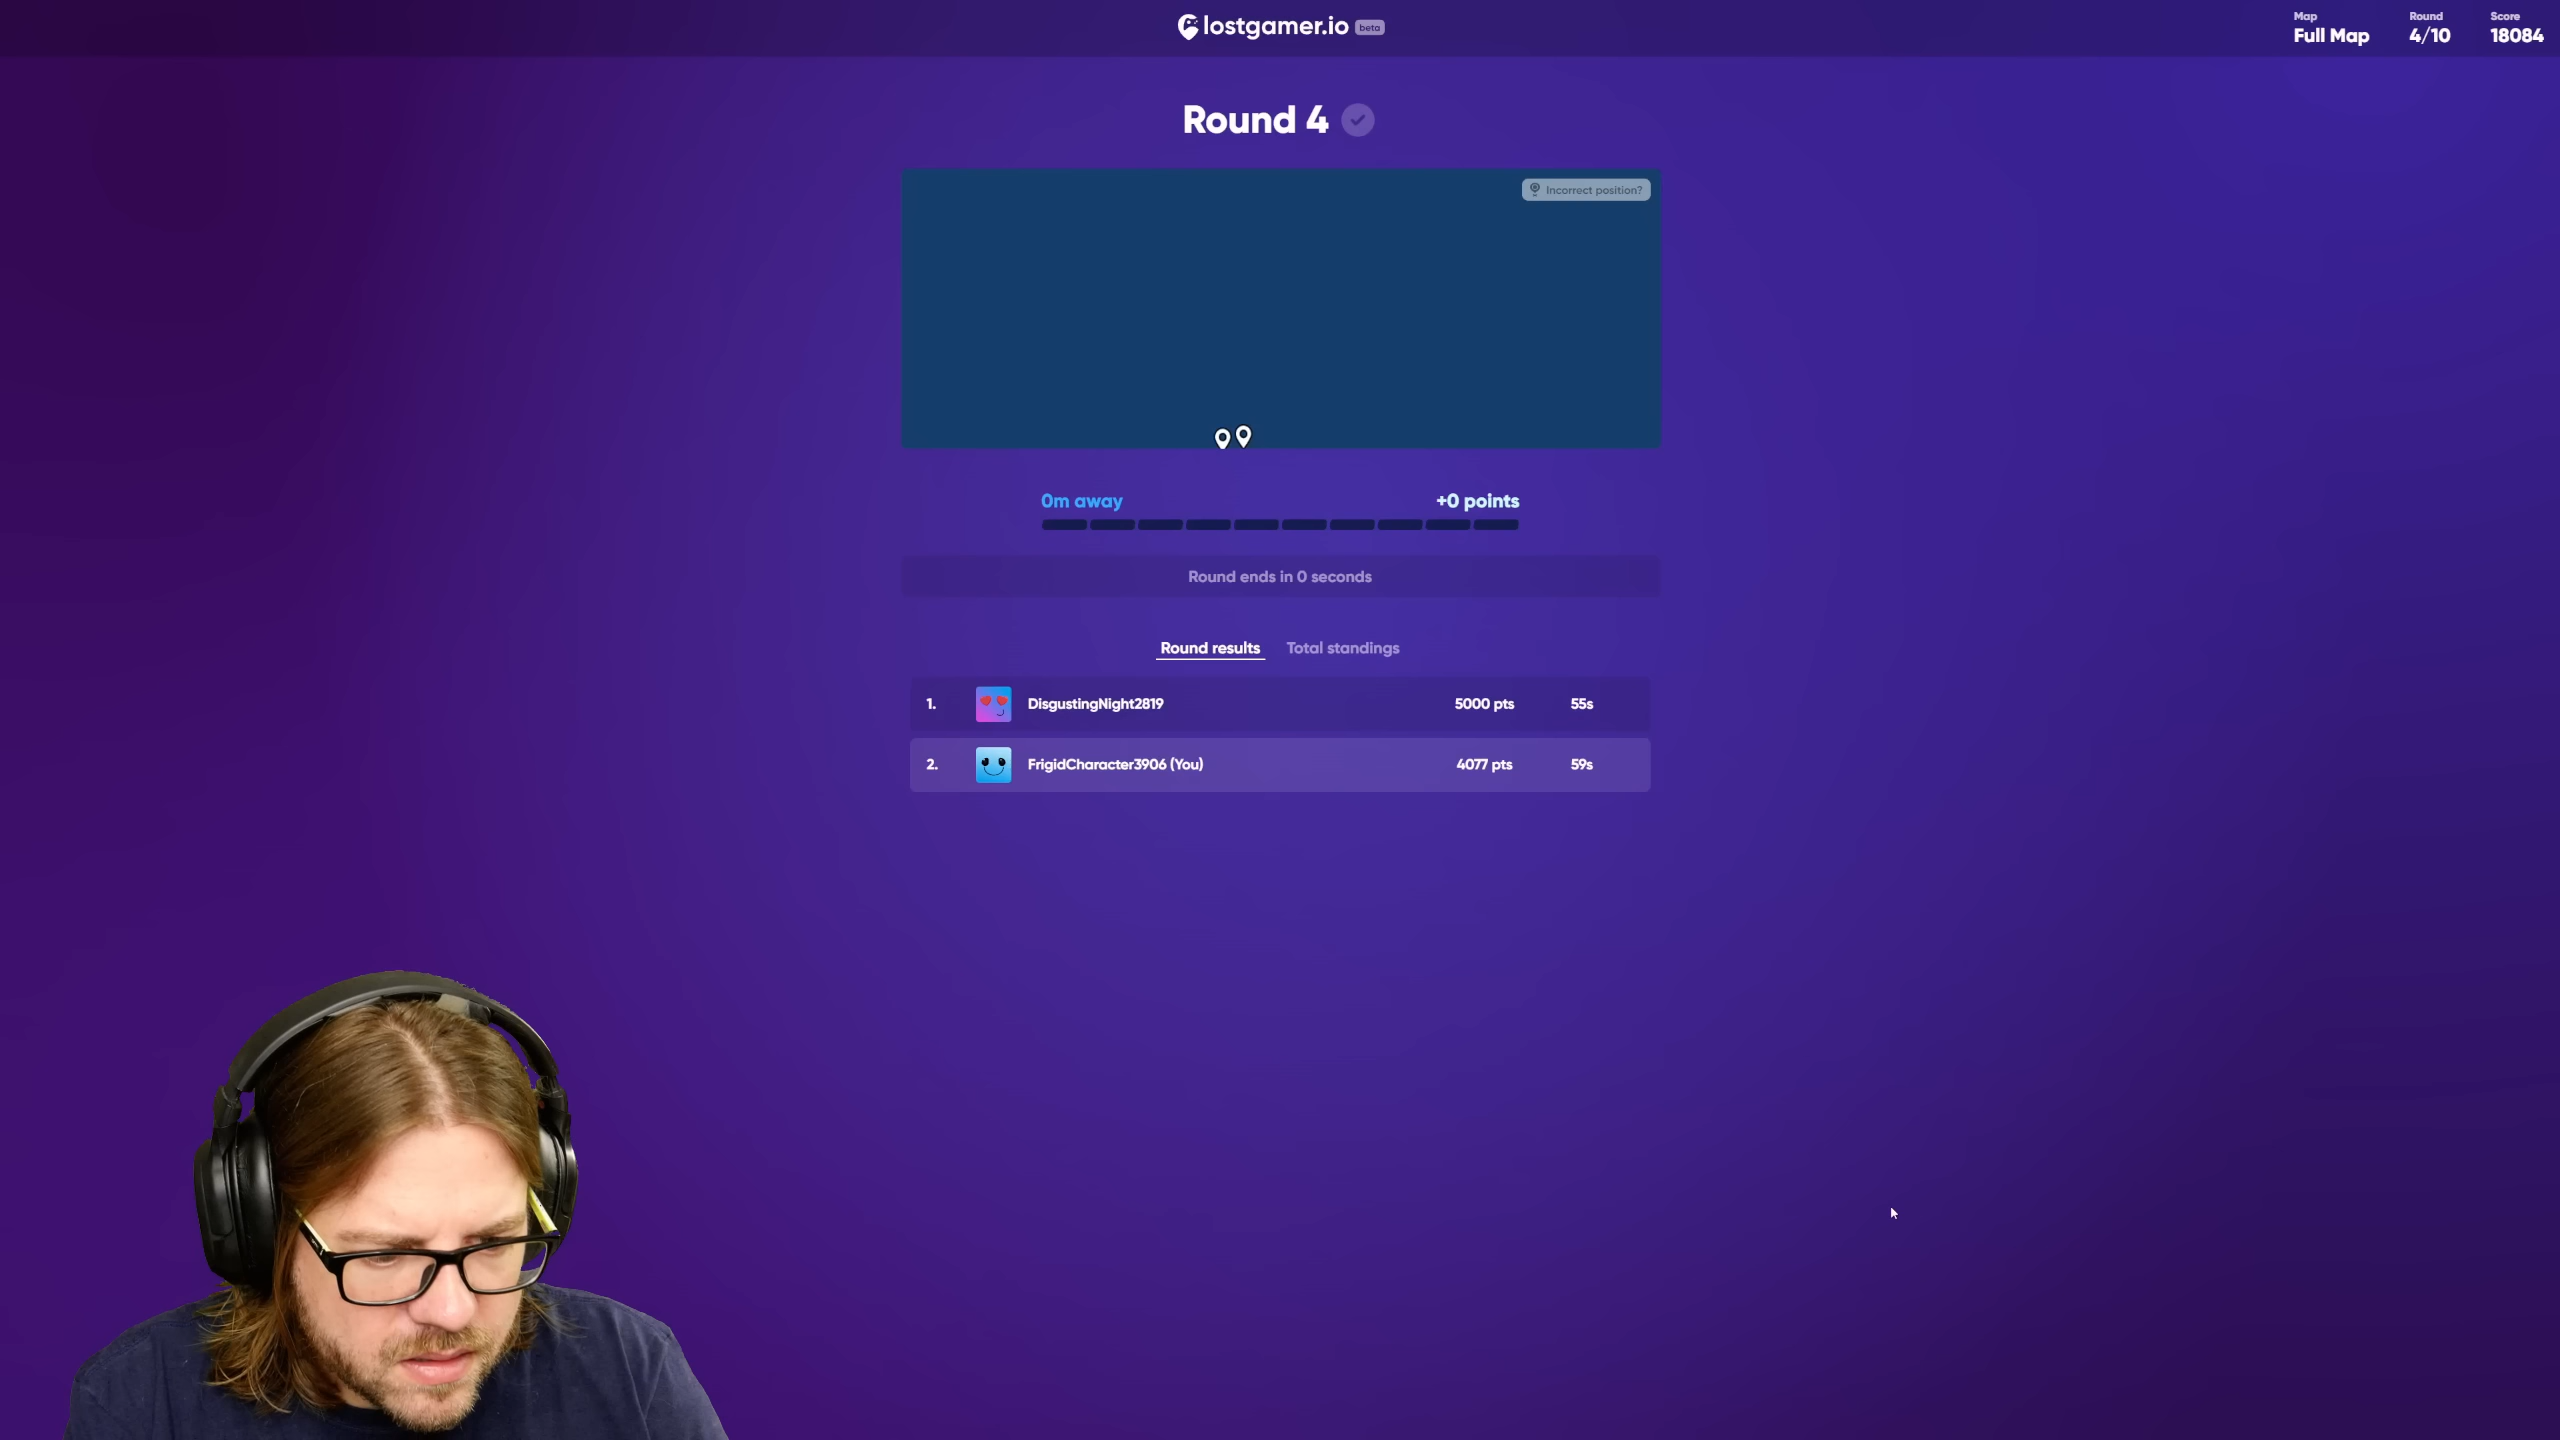 lostgamer.io beta
Map
Full Map
Round
4/10
Score
18084
Round 4
Incorrect position?
0m away
+0 points
Round ends in 0 seconds
Round results Total standings
1. DisgustingNight2819 5000 pts 55s
2. FrigidCharacter3906 (You) 4077 pts 59s